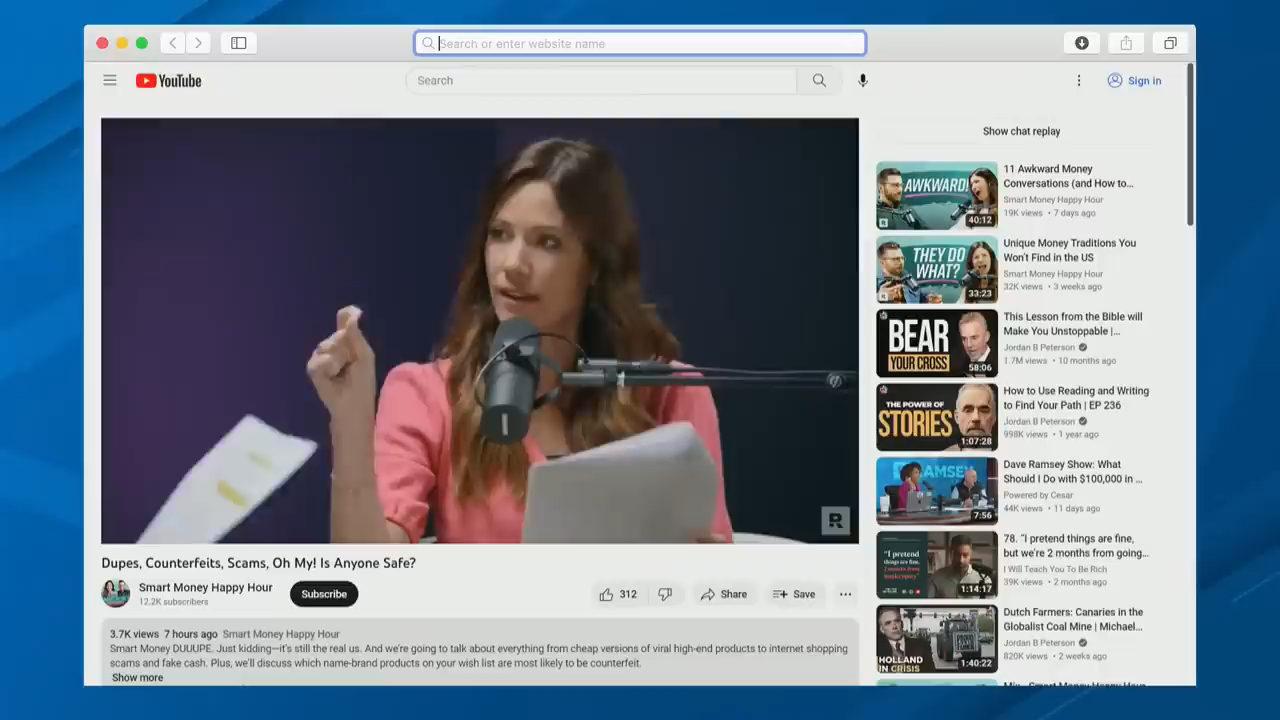 Search or enter website name
YouTube
Search
Sign in
Show chat replay
AWKWARD!
40:12
11 Awkward Money
Conversations (and How to...
Smart Money Happy Hour
19K views • 7 days ago
THEY DO
WHAT?
33:23
Unique Money Traditions You
Won't Find in the US
Smart Money Happy Hour
32K views • 3 weeks ago
BEAR
YOUR CROSS
58:06
This Lesson from the Bible will
Make You Unstoppable |...
Jordan B Peterson
1.7M views • 10 months ago
THE POWER OF
STORIES
1:07:28
How to Use Reading and Writing
to Find Your Path | EP 236
Jordan B Peterson
998K views • 1 year ago
RAMSEY
7:56
Dave Ramsey Show: What
Should I Do with $100,000 in ...
Powered by Cesar
44K views • 11 days ago
"I pretend
things are fine,
1:14:17
78. "I pretend things are fine,
but we're 2 months from going...
I Will Teach You To Be Rich
39K views • 2 months ago
HOLLAND
IN CRISIS
1:40:22
Dutch Farmers: Canaries in the
Globalist Coal Mine | Michael...
Jordan B Peterson
820K views • 2 weeks ago
R
Dupes, Counterfeits, Scams, Oh My! Is Anyone Safe?
Smart Money Happy Hour
12.2K subscribers
Subscribe
312
Share
Save
3.7K views 7 hours ago Smart Money Happy Hour
Smart Money DUUUPE. Just kidding—it's still the real us. And we're going to talk about everything from cheap versions of viral high-end products to internet shopping
scams and fake cash. Plus, we'll discuss which name-brand products on your wish list are most likely to be counterfeit.
Show more